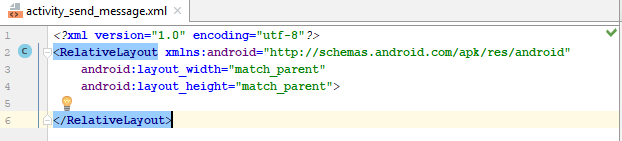 activity_send_message.xml ×
1 <?xml version="1.0" encoding="utf-8"?>
2 C <RelativeLayout xmlns:android="http://schemas.android.com/apk/res/android"
3 android:layout_width="match_parent"
4 android:layout_height="match_parent">
5
6 </RelativeLayout>